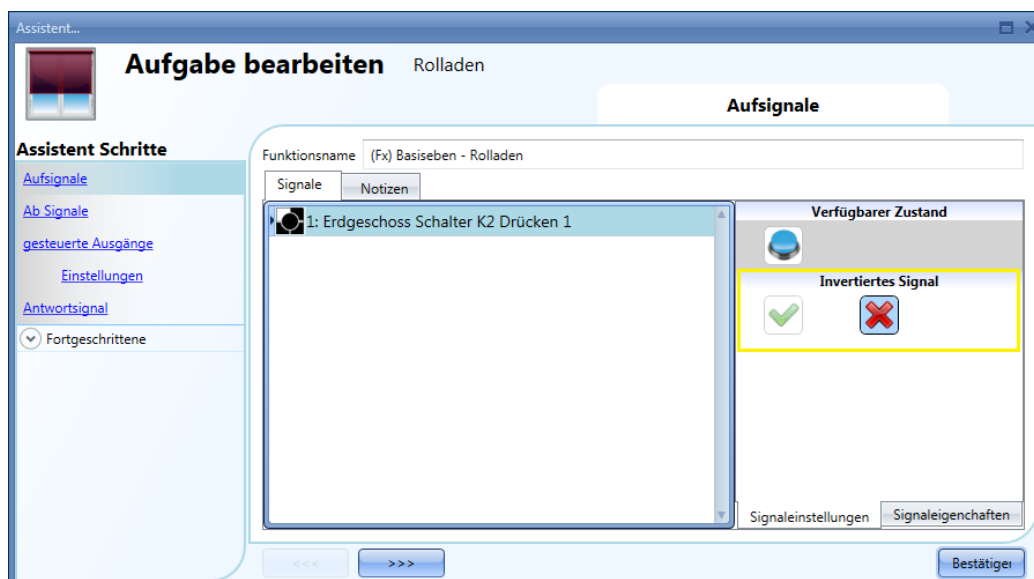 Assistent...
Aufgabe bearbeiten Rolladen
Aufsignale
Assistent Schritte
Aufsignale
Ab Signale
gesteuerte Ausgänge
Einstellungen
Antwortsignal
Fortgeschrittene
Funktionsname (Fx) Basiseben - Rolladen
Signale Notizen
1: Erdgeschoss Schalter K2 Drücken 1
Verfügbarer Zustand
Invertiertes Signal
Signaleinstellungen Signaleigenchaften
<<< >>> Bestätiger